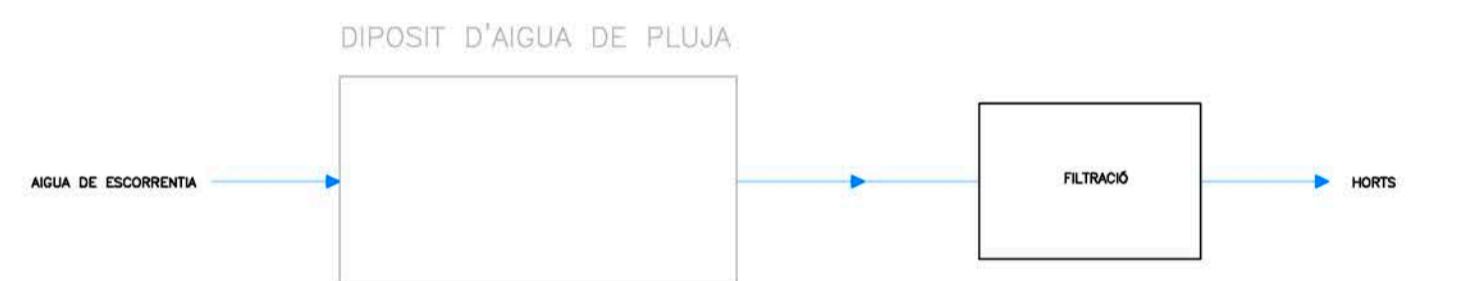 DIPOSIT D'AIGUA DE PLUJA
AIGUA DE ESCORRENTIA
FILTRACIÓ
HORTS